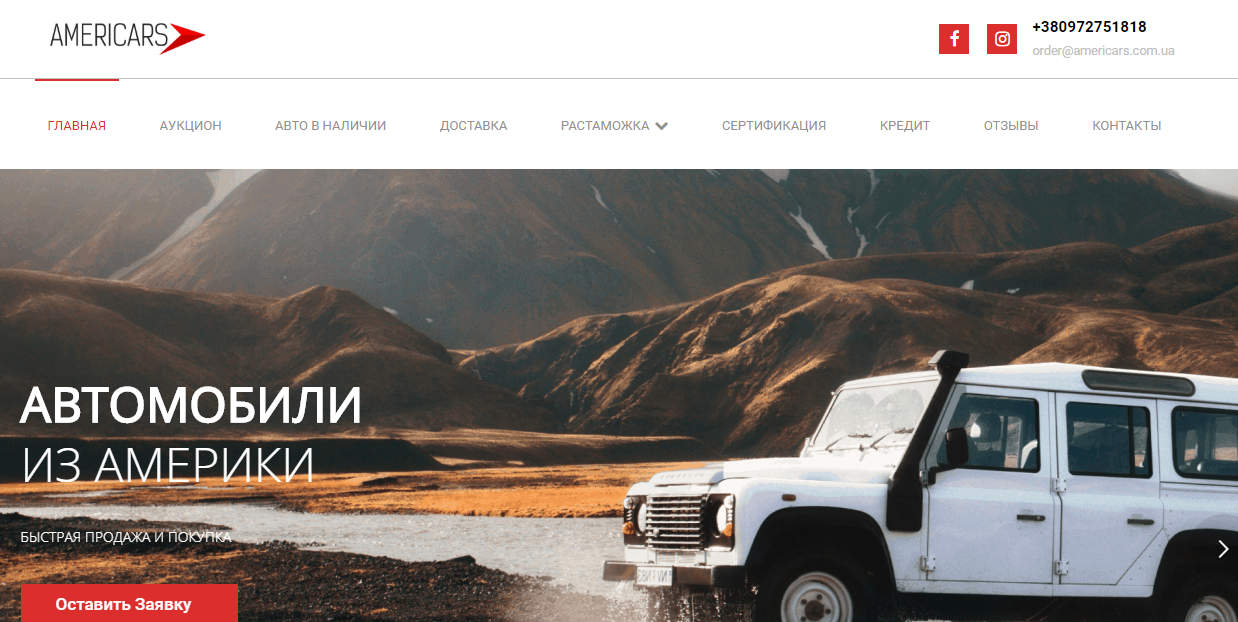 AMERICARS
+380972751818
order@americars.com.ua
ГЛАВНАЯ АУКЦИОН АВТО В НАЛИЧИИ ДОСТАВКА РАСТАМОЖКА СЕРТИФИКАЦИЯ КРЕДИТ ОТЗЫВЫ КОНТАКТЫ
АВТОМОБИЛИ
ИЗ АМЕРИКИ
БЫСТРАЯ ПРОДАЖА И ПОКУПКА
Оставить Заявку